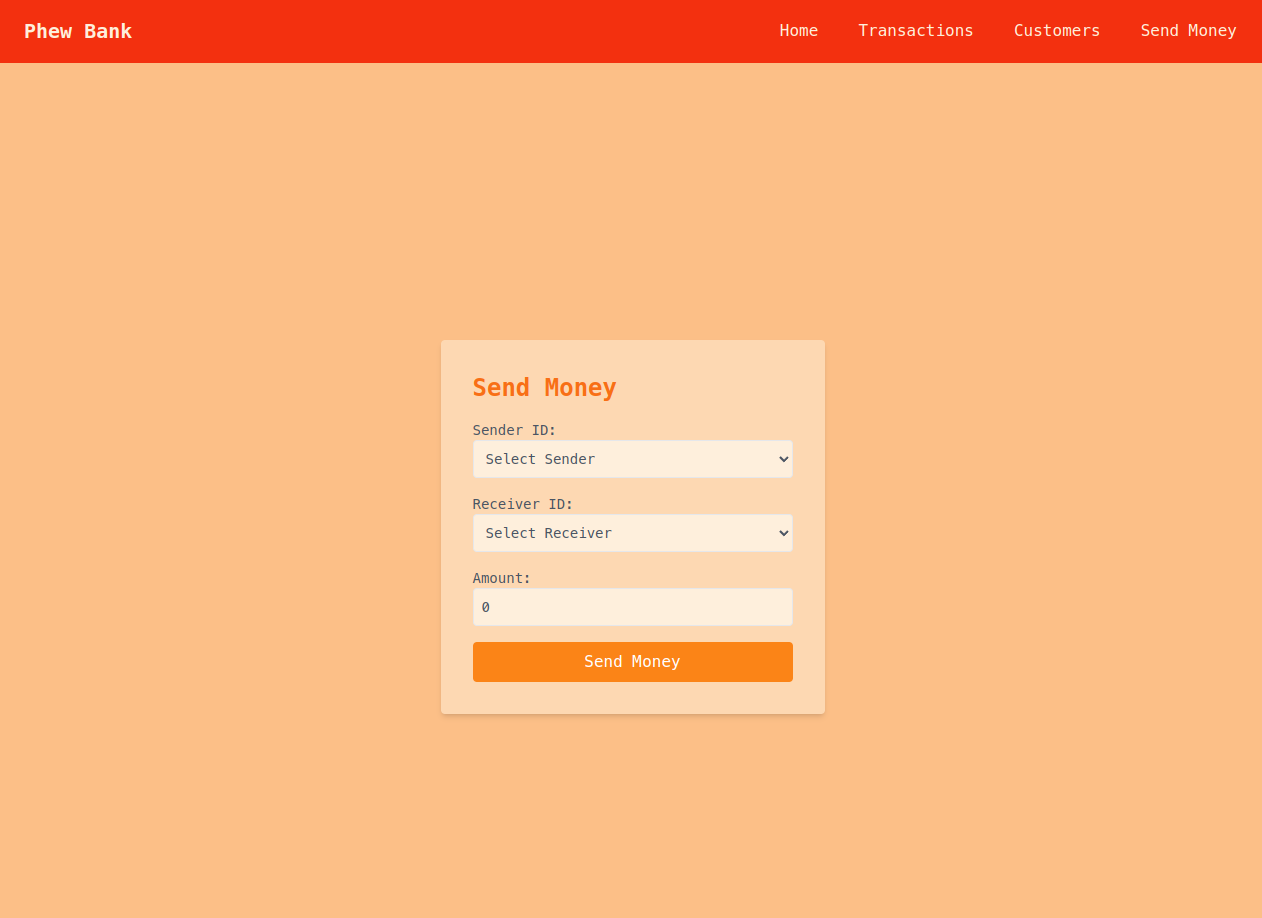 Phew Bank
Home Transactions Customers Send Money
Send Money
Sender ID:
Select Sender
Receiver ID:
Select Receiver
Amount:
0
Send Money